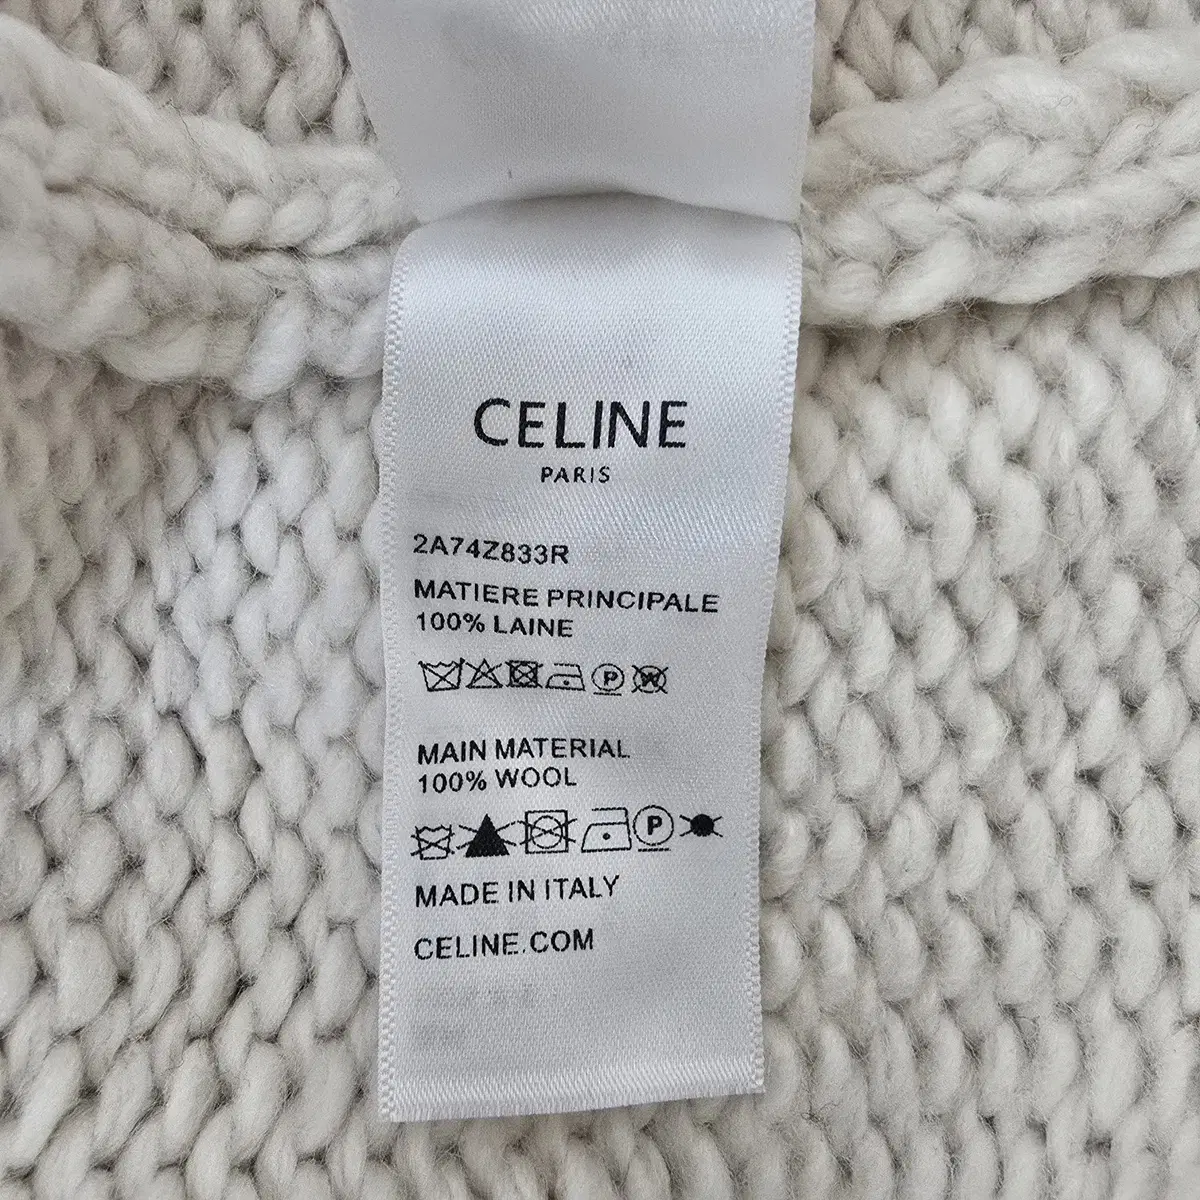 CELINE
PARIS
2A74Z833R
MATIERE PRINCIPALE
100% LAINE
P W
MAIN MATERIAL
100% WOOL
P
MADE IN ITALY
CELINE.COM